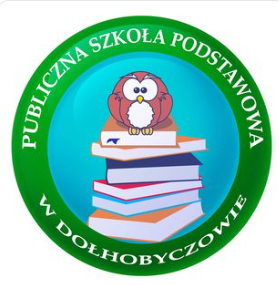 PUBLICZNA SZKOŁA PODSTAWOWA
W DOŁHOBYCZOWIE